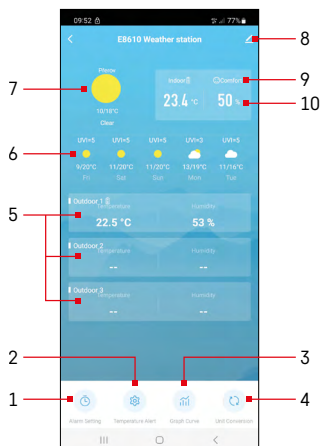 09:52 77%
E8610 Weather station
8
Phone
Indoor Comfort
9
7
23.4 °C 50 %
10
10/10°C
Clear
UVI=5 UVI=5 UVI=5 UVI=3 UVI=5
6
9/20°C 11/20°C 11/20°C 13/19°C 11/16°C
Fri Sat Sun Mon Tue
Outdoor 1
Temperature Humidity
5
22.5 °C 53 %
Outdoor 2
Temperature Humidity
-- --
Outdoor 3
Temperature Humidity
-- --
2 3
1 4
Alarm Setting Temperature Alert Graph Curve Unit Conversion